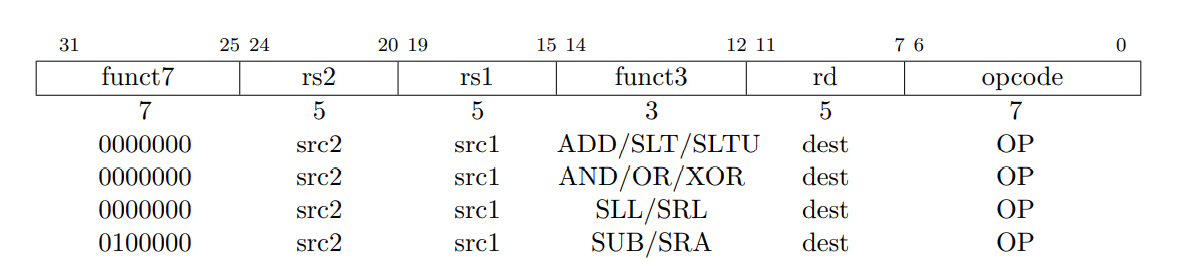 31 25 24 20 19 15 14 12 11 7 6 0
funct7 rs2 rs1 funct3 rd opcode
7 5 5 3 5 7
0000000 src2 src1 ADD/SLT/SLTU dest OP
0000000 src2 src1 AND/OR/XOR dest OP
0000000 src2 src1 SLL/SRL dest OP
0100000 src2 src1 SUB/SRA dest OP